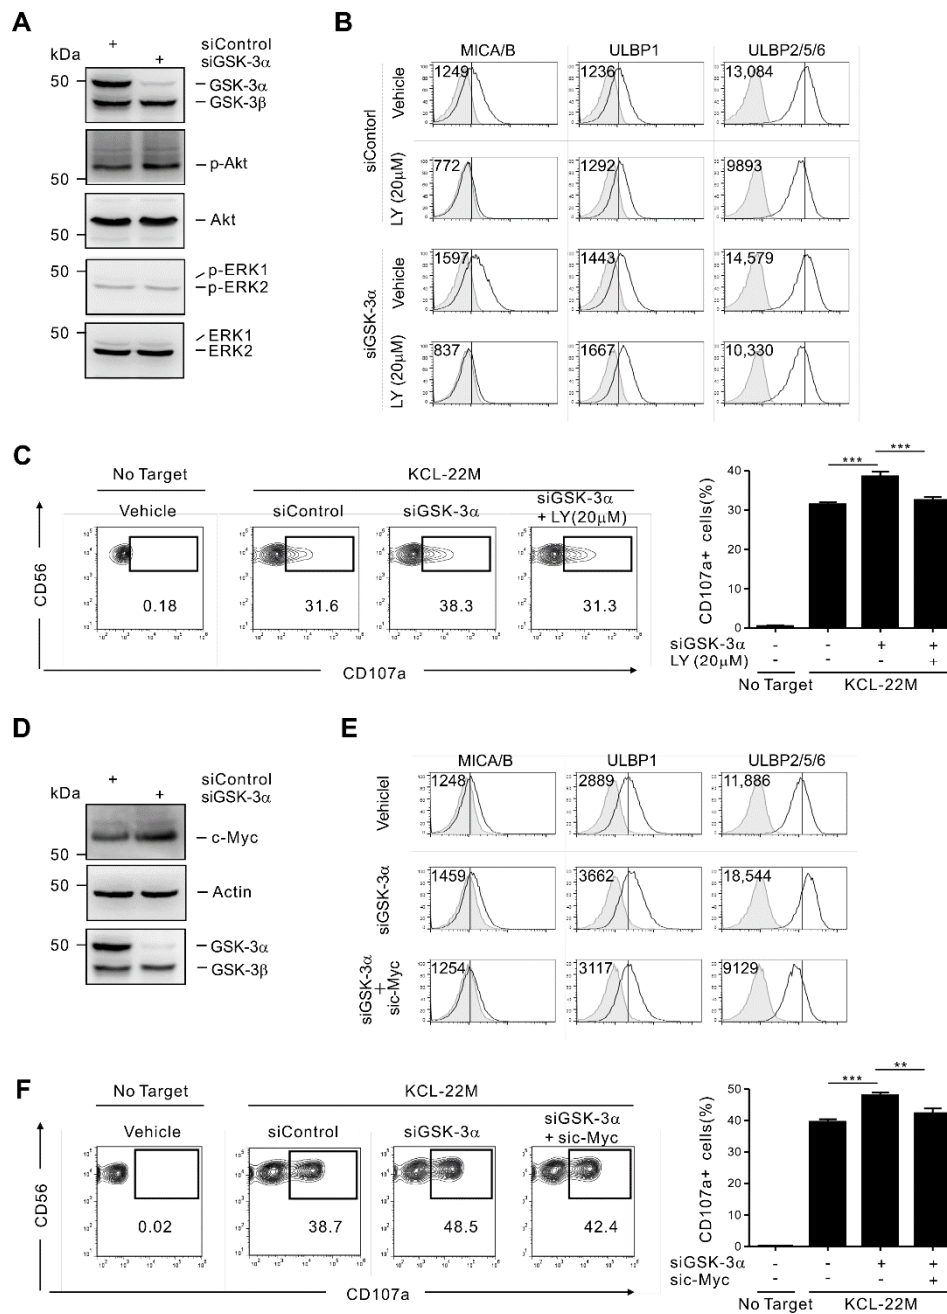 A
+ siControl
kDa + siGSK-3α
50 GSK-3α
GSK-3β
p-Akt
50
Akt
50
50 p-ERK1
p-ERK2
50 ERK1
ERK2
B
MICA/B ULBP1 ULBP2/5/6
siControl
Vehicle 1249 1236 13,084
LY (20μM) 772 1292 9893
siGSK-3α
Vehicle 1597 1443 14,579
LY (20μM) 837 1667 10,330
C
No Target KCL-22M
Vehicle siControl siGSK-3α siGSK-3α
+ LY(20μM)
CD56
0.18 31.6 38.3 31.3
CD107a
*** ***
CD107a+ cells(%)
40
30
20
10
0
siGSK-3α - - + +
LY (20μM) - - - +
No Target KCL-22M
D
+ siControl
kDa + siGSK-3α
c-Myc
50
50 Actin
50 GSK-3α
GSK-3β
E
MICA/B ULBP1 ULBP2/5/6
Vehiclel 1248 2889 11,886
siGSK-3α 1459 3662 18,544
siGSK-3α
+
sic-Myc 1254 3117 9129
F
No Target KCL-22M
Vehicle siControl siGSK-3α siGSK-3α
+ sic-Myc
CD56
0.02 38.7 48.5 42.4
CD107a
*** **
CD107a+ cells(%)
50
40
30
20
10
0
siGSK-3α - - + +
sic-Myc - - - +
No Target KCL-22M